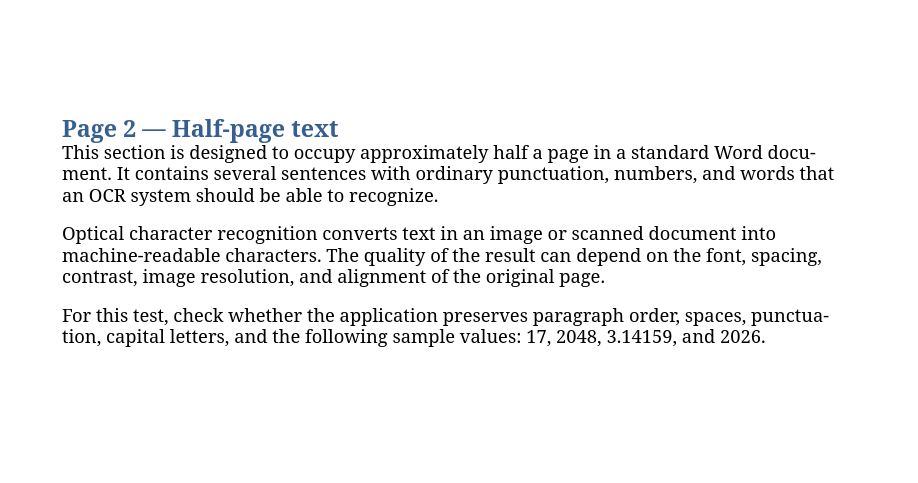 Page 2 — Half-page text
This section is designed to occupy approximately half a page in a standard Word docu-
ment. It contains several sentences with ordinary punctuation, numbers, and words that
an OCR system should be able to recognize.
Optical character recognition converts text in an image or scanned document into
machine-readable characters. The quality of the result can depend on the font, spacing,
contrast, image resolution, and alignment of the original page.
For this test, check whether the application preserves paragraph order, spaces, punctua-
tion, capital letters, and the following sample values: 17, 2048, 3.14159, and 2026.